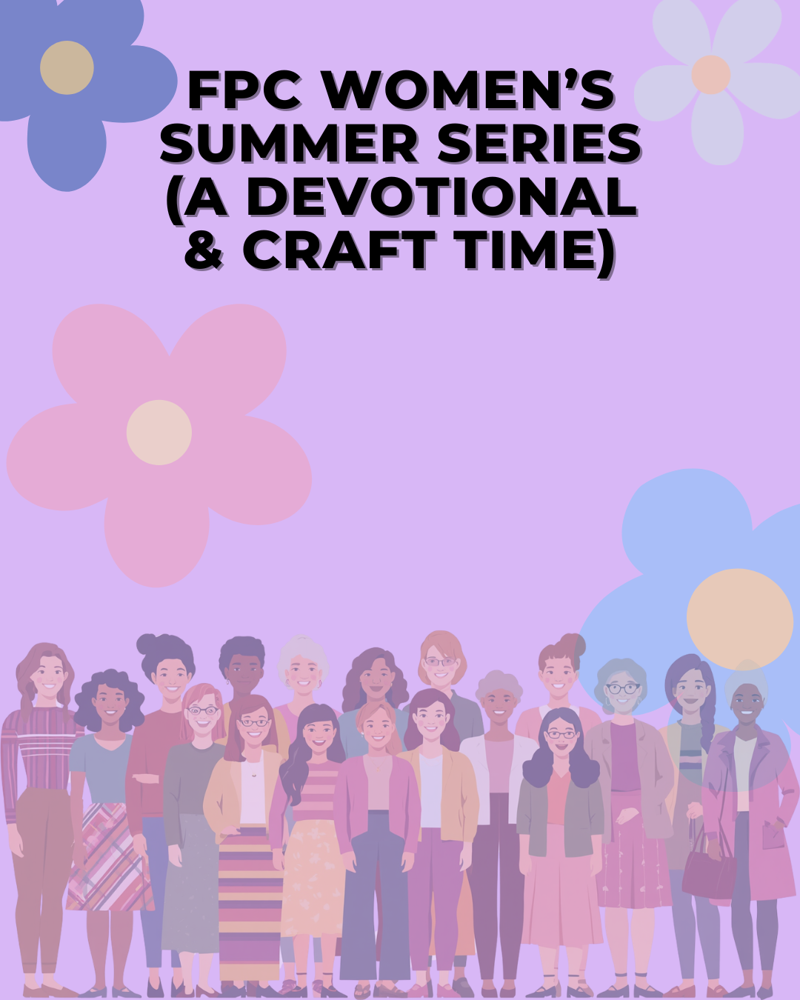 FPC WOMEN’S
SUMMER SERIES
(A DEVOTIONAL
& CRAFT TIME)